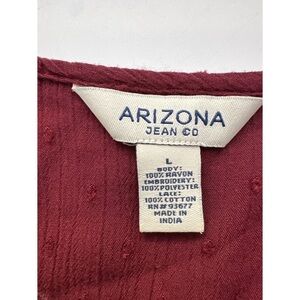 ARIZONA
JEAN CO
L
BODY:
100% RAYON
EMBROIDERY:
100% POLYESTER
LACE:
100% COTTON
RN# 93677
MADE IN
INDIA